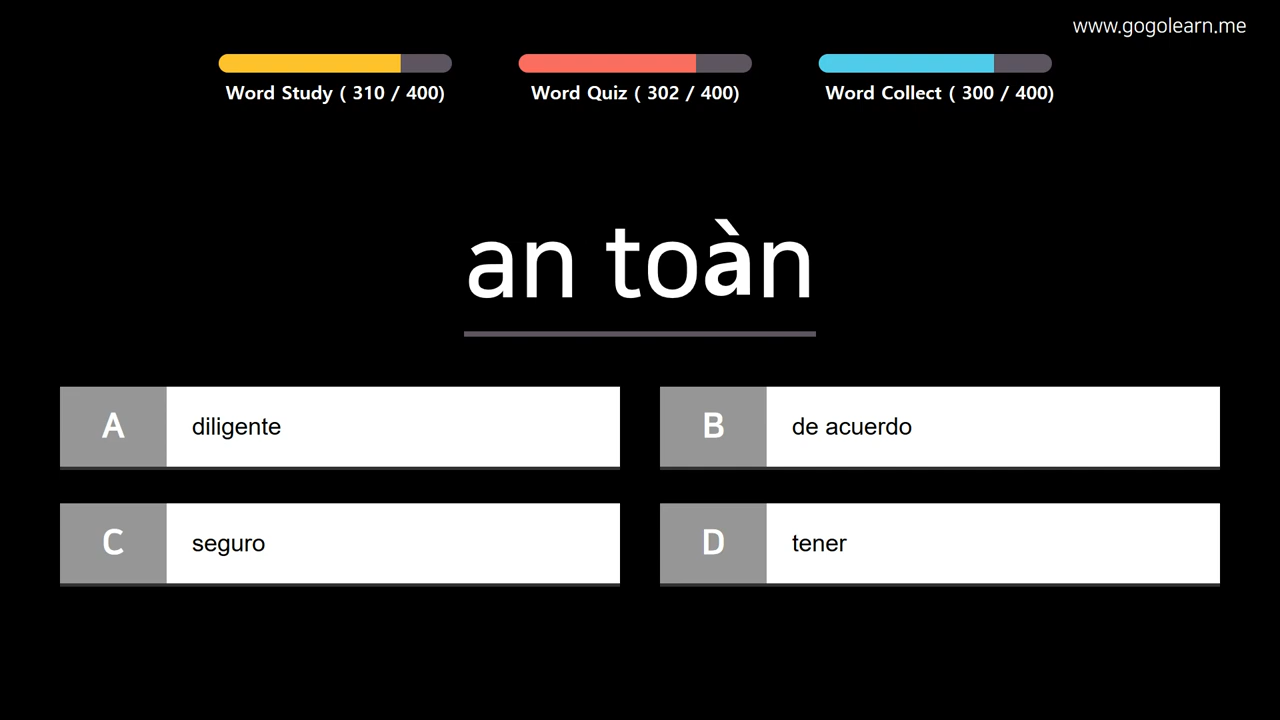 www.gogolearn.me
Word Study ( 310 / 400)
Word Quiz ( 302 / 400)
Word Collect ( 300 / 400)
an toàn
A diligente
B de acuerdo
C seguro
D tener